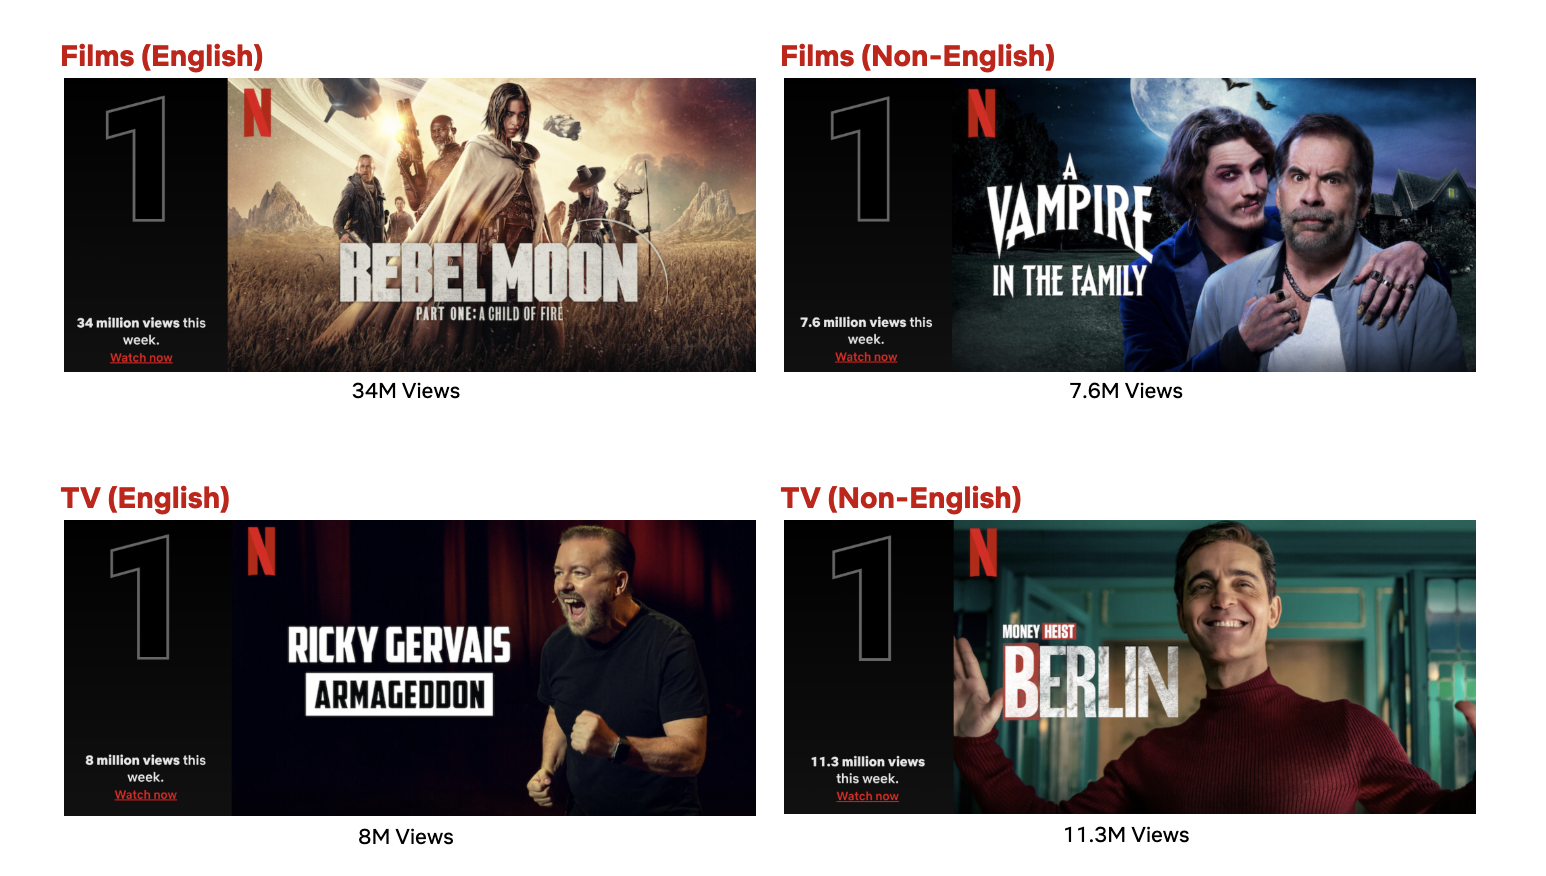 Films (English)
1
N
REBEL MOON
PART ONE: A CHILD OF FIRE
34 million views this
week.
Watch now
34M Views
Films (Non-English)
1
N
A
VAMPIRE
IN THE FAMILY
7.6 million views this
week.
Watch now
7.6M Views
TV (English)
1
N
RICKY GERVAIS
ARMAGEDDON
8 million views this
week.
Watch now
8M Views
TV (Non-English)
1
N
MONEY HEIST
BERLIN
11.3 million views
this week.
Watch now
11.3M Views